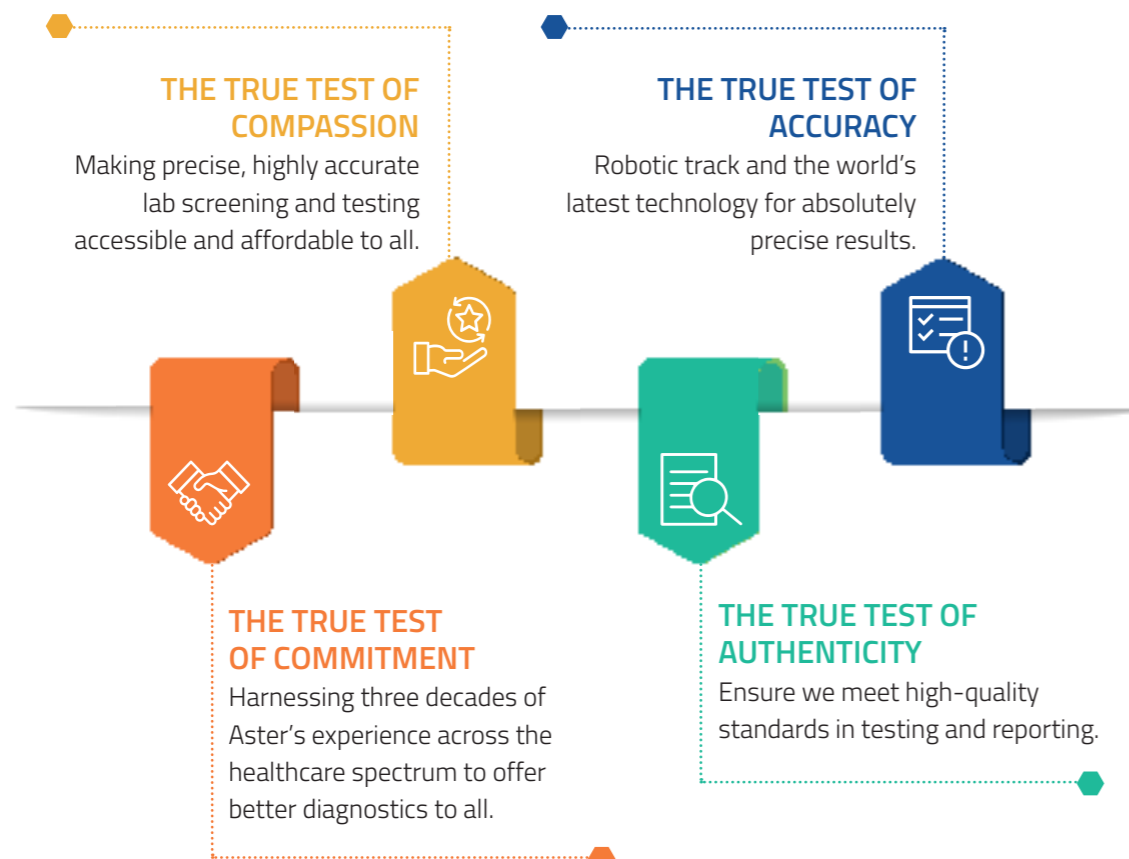 THE TRUE TEST OF
COMPASSION
Making precise, highly accurate
lab screening and testing
accessible and affordable to all.
THE TRUE TEST OF
ACCURACY
Robotic track and the world’s
latest technology for absolutely
precise results.
THE TRUE TEST
OF COMMITMENT
Harnessing three decades of
Aster’s experience across the
healthcare spectrum to offer
better diagnostics to all.
THE TRUE TEST OF
AUTHENTICITY
Ensure we meet high-quality
standards in testing and reporting.